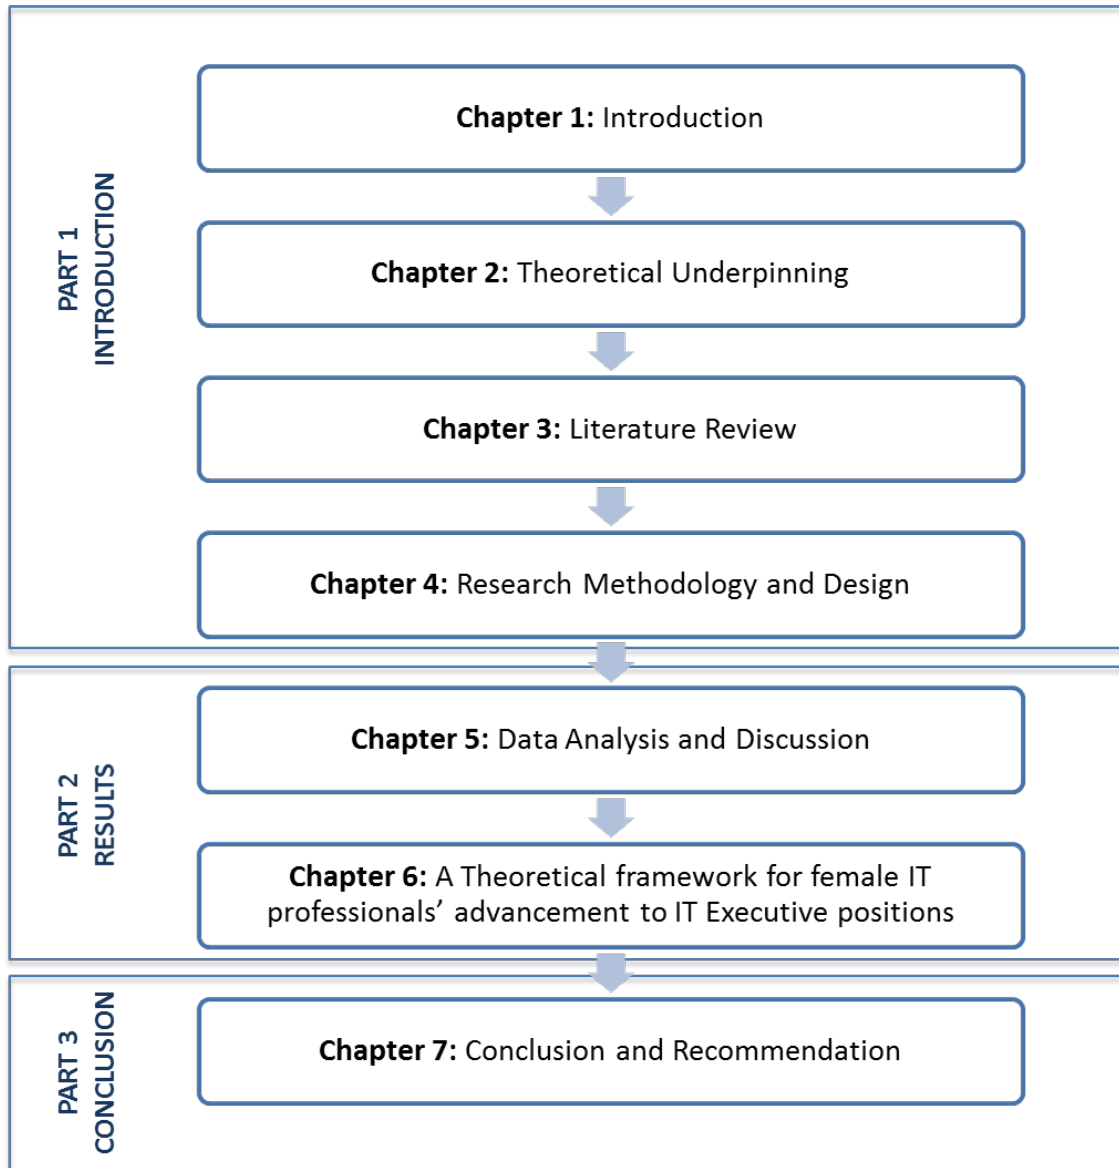 PART 1
INTRODUCTION
Chapter 1: Introduction
Chapter 2: Theoretical Underpinning
Chapter 3: Literature Review
Chapter 4: Research Methodology and Design
PART 2
RESULTS
Chapter 5: Data Analysis and Discussion
Chapter 6: A Theoretical framework for female IT
professionals’ advancement to IT Executive positions
PART 3
CONCLUSION
Chapter 7: Conclusion and Recommendation